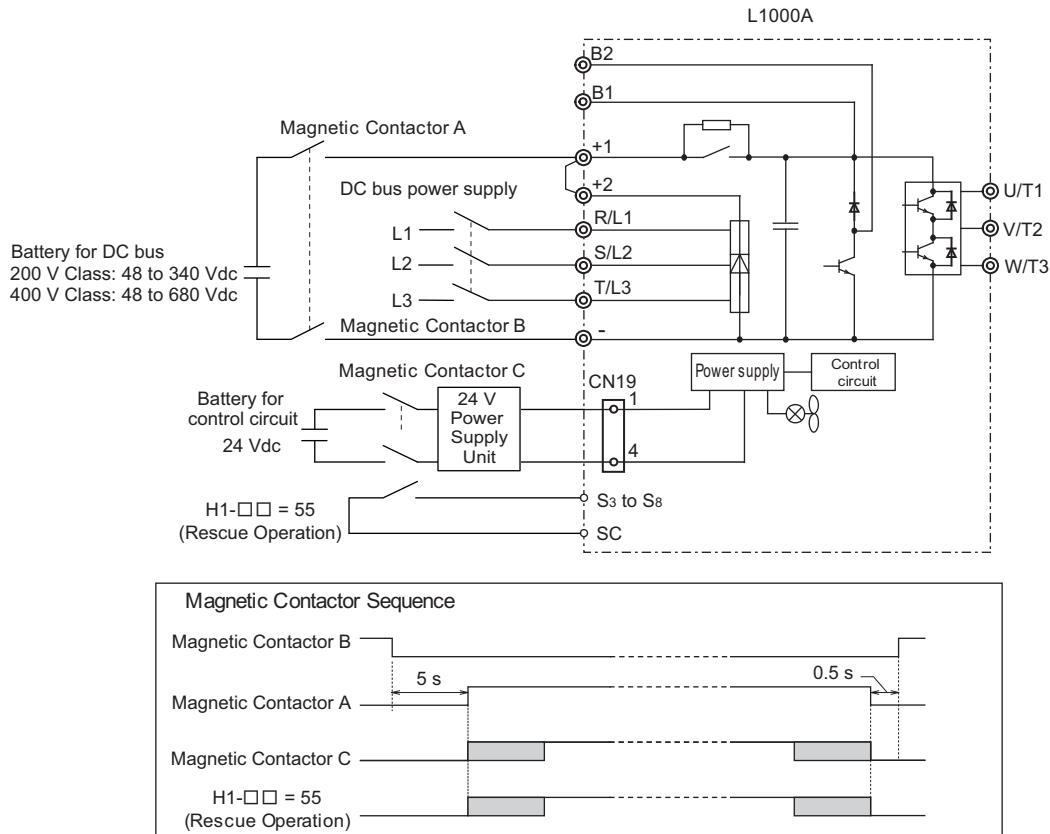 L1000A
B2
B1
Magnetic Contactor A
+1
+2
DC bus power supply
R/L1
L1
S/L2
L2
T/L3
L3
U/T1
V/T2
W/T3
Battery for DC bus
200 V Class: 48 to 340 Vdc
400 V Class: 48 to 680 Vdc
Magnetic Contactor B
-
Magnetic Contactor C
CN19
1
4
Power supply
Control
circuit
Battery for
control circuit
24 Vdc
24 V
Power
Supply
Unit
H1-□□ = 55
(Rescue Operation)
S3 to S8
SC
Magnetic Contactor Sequence
Magnetic Contactor B
5 s
0.5 s
Magnetic Contactor A
Magnetic Contactor C
H1-□□ = 55
(Rescue Operation)